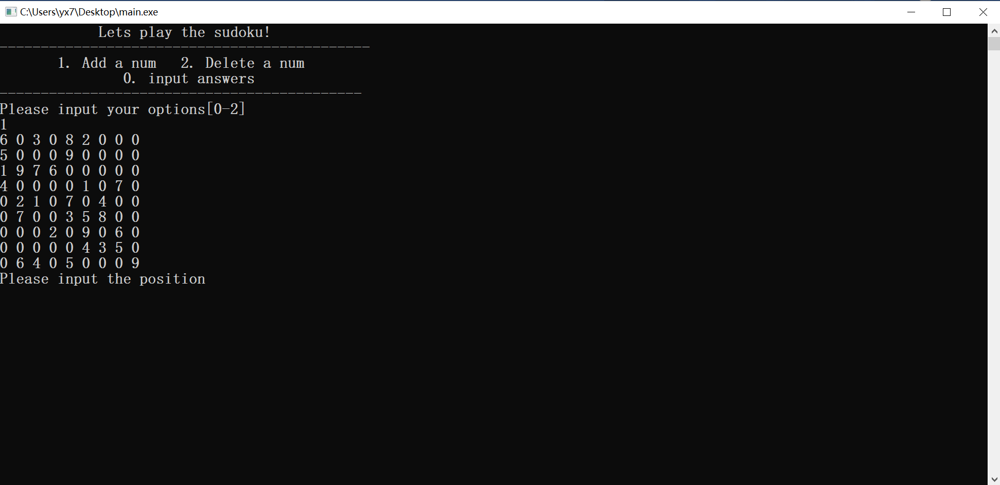 C:\Users\yx7\Desktop\main.exe
Lets play the sudoku!
---------------------------------------------
1. Add a num   2. Delete a num
0. input answers
--------------------------------------------
Please input your options[0-2]
1
6 0 3 0 8 2 0 0 0
5 0 0 0 9 0 0 0 0
1 9 7 6 0 0 0 0 0
4 0 0 0 0 1 0 7 0
0 2 1 0 7 0 4 0 0
0 7 0 0 3 5 8 0 0
0 0 0 2 0 9 0 6 0
0 0 0 0 0 4 3 5 0
0 6 4 0 5 0 0 0 9
Please input the position